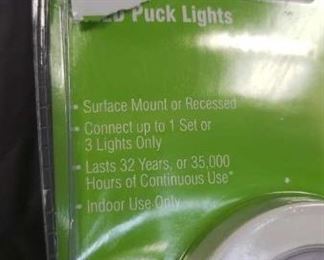 Puck Lights
- Surface Mount or Recessed
- Connect up to 1 Set or
3 Lights Only
- Lasts 32 Years, or 35,000
Hours of Continuous Use*
- Indoor Use Only